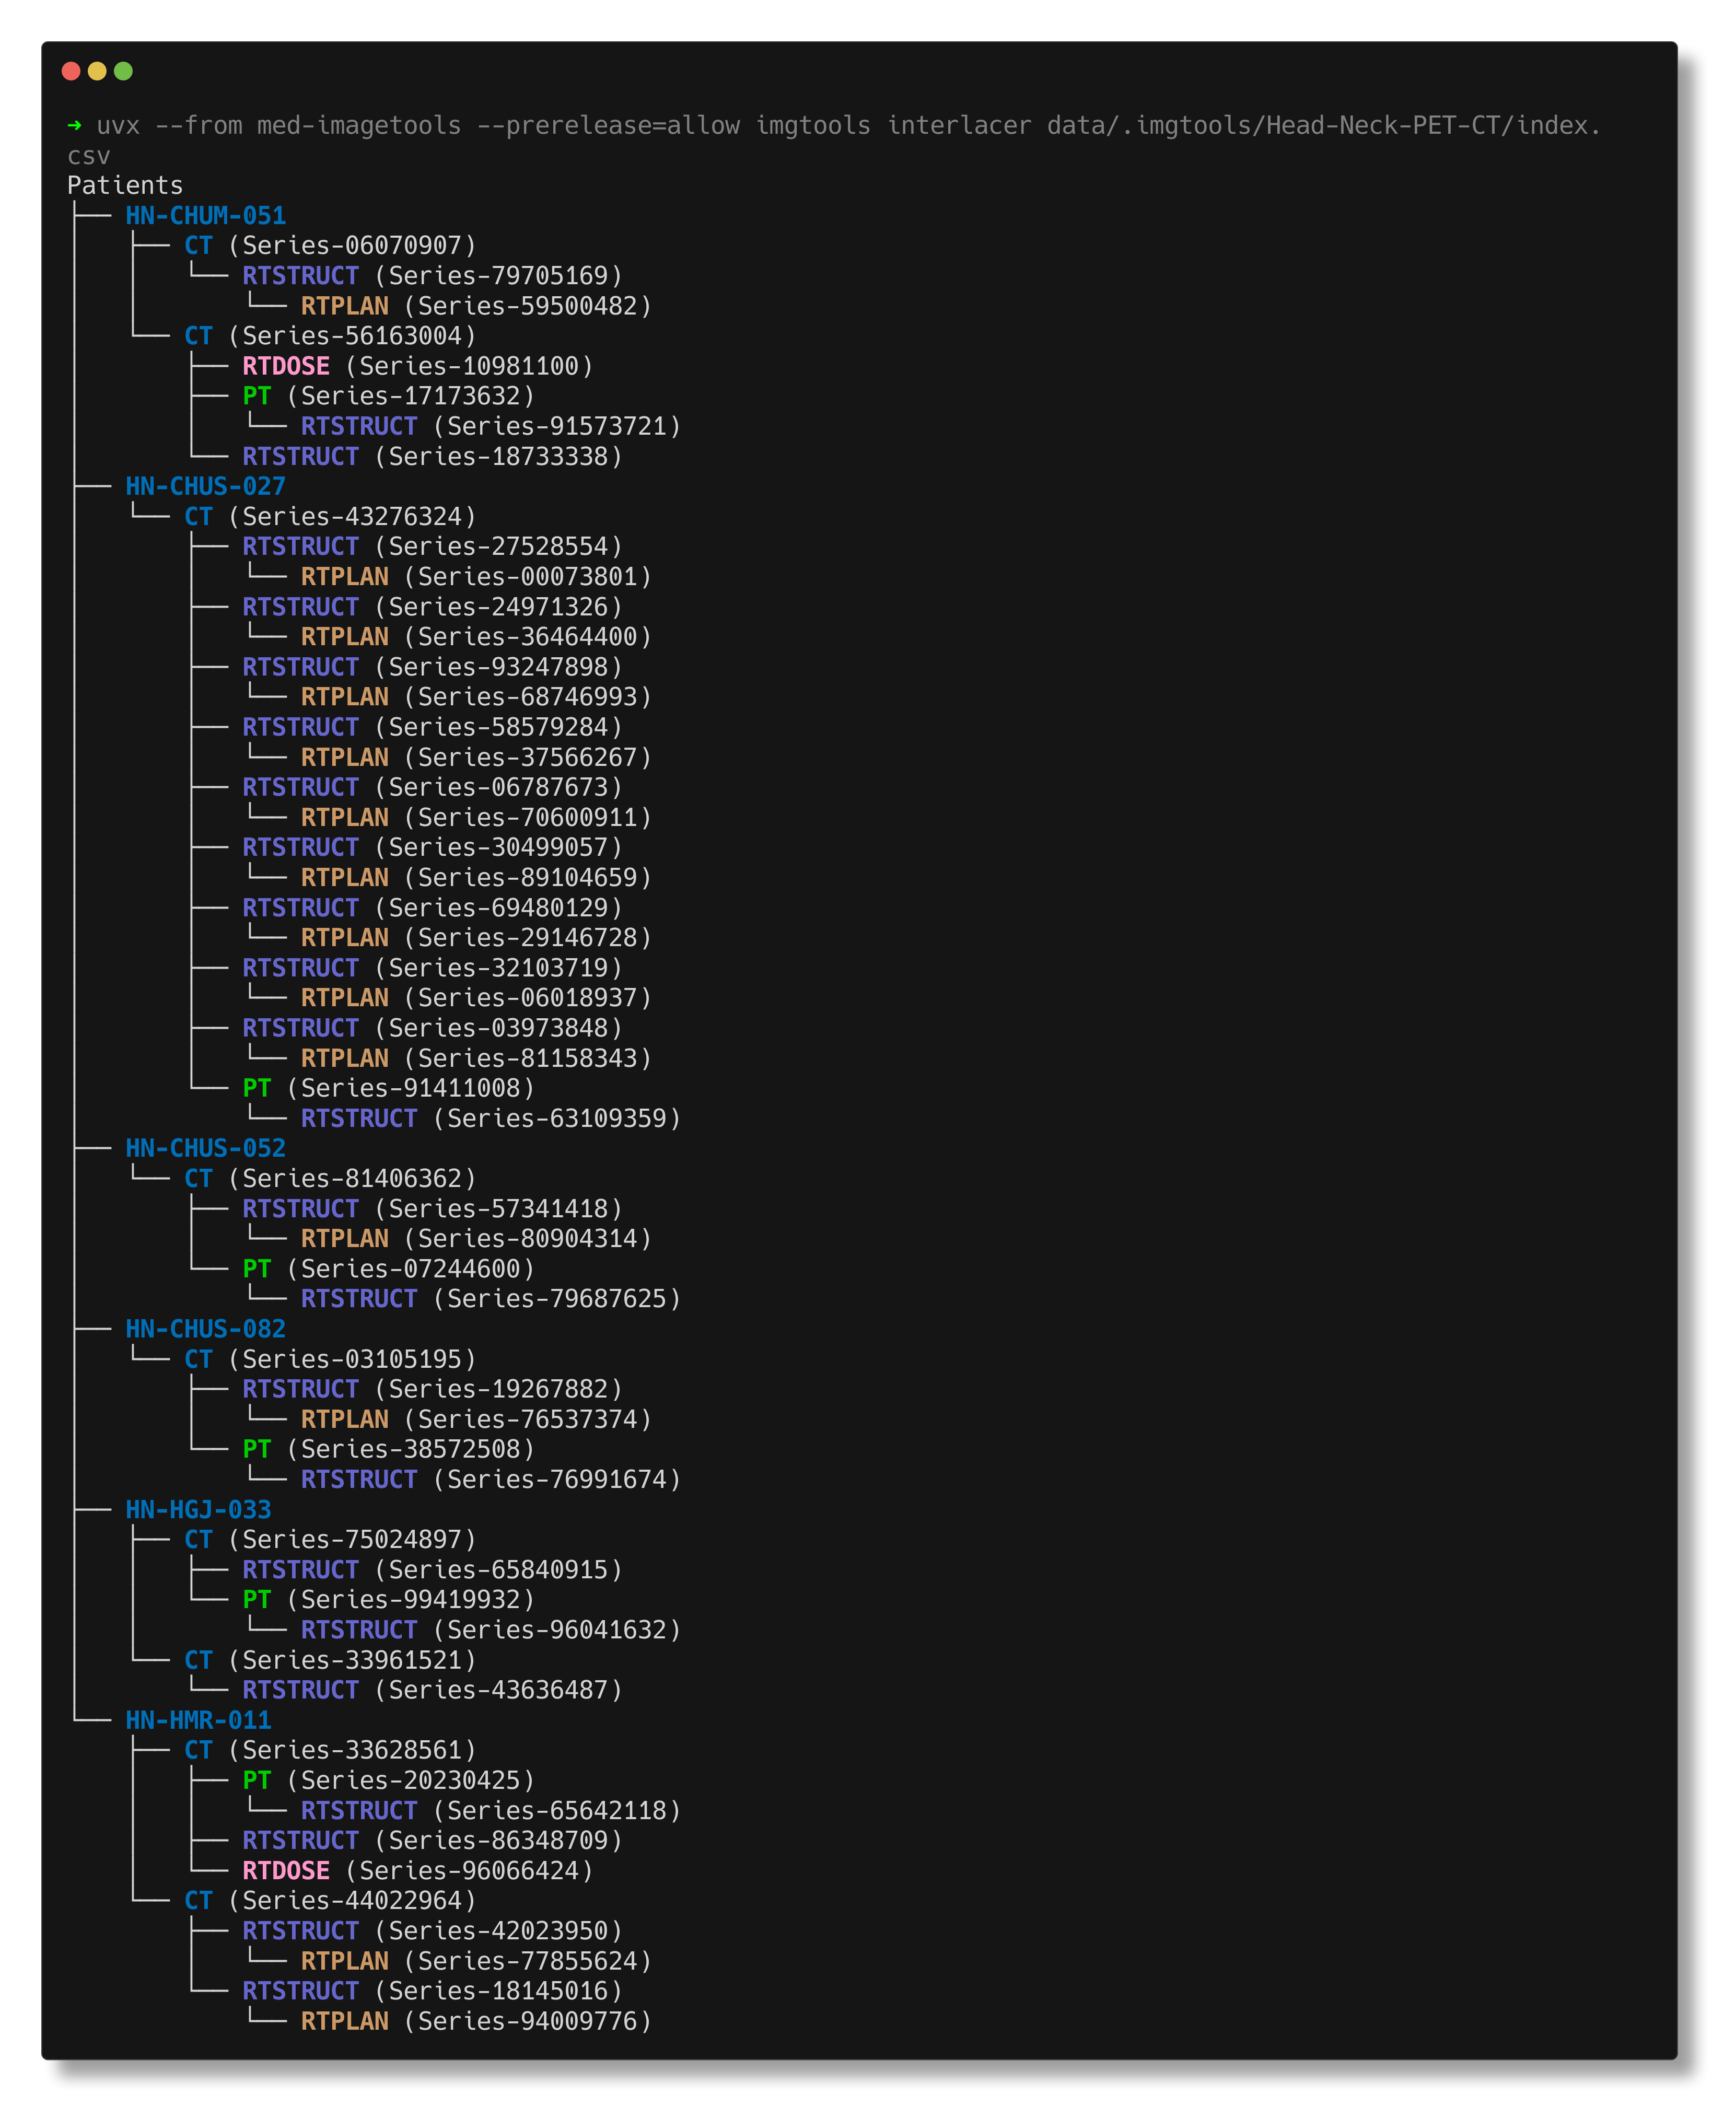 ➜ uvx --from med-imagetools --prerelease=allow imgtools interlacer data/.imgtools/Head-Neck-PET-CT/index.
csv
Patients
├── HN-CHUM-051
│   ├── CT (Series-06070907)
│   │   └── RTSTRUCT (Series-79705169)
│   │       └── RTPLAN (Series-59500482)
│   └── CT (Series-56163004)
│       ├── RTDOSE (Series-10981100)
│       ├── PT (Series-17173632)
│       │   └── RTSTRUCT (Series-91573721)
│       └── RTSTRUCT (Series-18733338)
├── HN-CHUS-027
│   └── CT (Series-43276324)
│       ├── RTSTRUCT (Series-27528554)
│       │   └── RTPLAN (Series-00073801)
│       ├── RTSTRUCT (Series-24971326)
│       │   └── RTPLAN (Series-36464400)
│       ├── RTSTRUCT (Series-93247898)
│       │   └── RTPLAN (Series-68746993)
│       ├── RTSTRUCT (Series-58579284)
│       │   └── RTPLAN (Series-37566267)
│       ├── RTSTRUCT (Series-06787673)
│       │   └── RTPLAN (Series-70600911)
│       ├── RTSTRUCT (Series-30499057)
│       │   └── RTPLAN (Series-89104659)
│       ├── RTSTRUCT (Series-69480129)
│       │   └── RTPLAN (Series-29146728)
│       ├── RTSTRUCT (Series-32103719)
│       │   └── RTPLAN (Series-06018937)
│       ├── RTSTRUCT (Series-03973848)
│       │   └── RTPLAN (Series-81158343)
│       └── PT (Series-91411008)
│           └── RTSTRUCT (Series-63109359)
├── HN-CHUS-052
│   └── CT (Series-81406362)
│       ├── RTSTRUCT (Series-57341418)
│       │   └── RTPLAN (Series-80904314)
│       └── PT (Series-07244600)
│           └── RTSTRUCT (Series-79687625)
├── HN-CHUS-082
│   └── CT (Series-03105195)
│       ├── RTSTRUCT (Series-19267882)
│       │   └── RTPLAN (Series-76537374)
│       └── PT (Series-38572508)
│           └── RTSTRUCT (Series-76991674)
├── HN-HGJ-033
│   ├── CT (Series-75024897)
│   │   ├── RTSTRUCT (Series-65840915)
│   │   └── PT (Series-99419932)
│   │       └── RTSTRUCT (Series-96041632)
│   └── CT (Series-33961521)
│       └── RTSTRUCT (Series-43636487)
└── HN-HMR-011
    ├── CT (Series-33628561)
    │   ├── PT (Series-20230425)
    │   │   └── RTSTRUCT (Series-65642118)
    │   ├── RTSTRUCT (Series-86348709)
    │   └── RTDOSE (Series-96066424)
    └── CT (Series-44022964)
        ├── RTSTRUCT (Series-42023950)
        │   └── RTPLAN (Series-77855624)
        └── RTSTRUCT (Series-18145016)
            └── RTPLAN (Series-94009776)